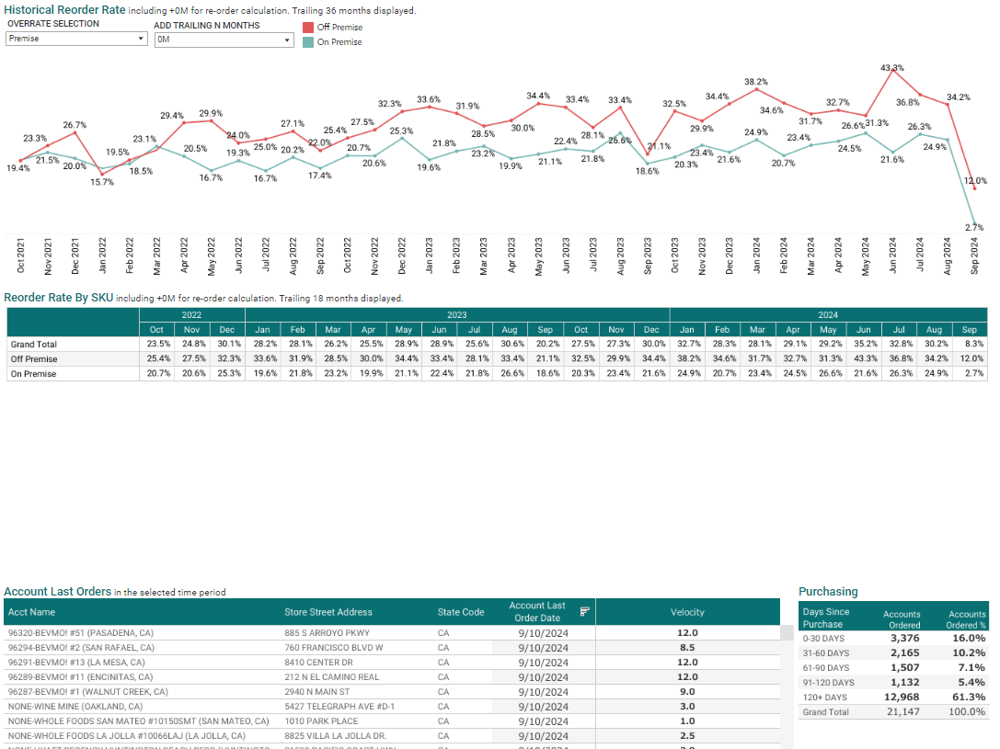 Historical Reorder Rate including +0M for re-order calculation. Trailing 36 months displayed.
OVERRATE SELECTION
ADD TRAILING N MONTHS
Off Premise
Premise
0M
On Premise
43.3%
38.2%
36.8%
34.2%
34.4%
34.6%
34.4%
33.4%
33.4%
33.6%
32.3%
31.9%
32.5%
32.7%
31.7%
31.3%
29.4%
29.9%
30.0%
29.9%
28.5%
28.1%
27.5%
27.1%
26.7%
25.4%
25.0%
24.0%
23.3%
23.1%
22.0%
21.1%
19.4%
15.7%
18.5%
12.0%
21.5%
20.0%
19.5%
20.5%
16.7%
19.3%
16.7%
20.2%
17.4%
20.7%
20.6%
25.3%
19.6%
21.8%
23.2%
19.9%
21.1%
22.4%
21.8%
26.6%
18.6%
20.3%
23.4%
21.6%
24.9%
20.7%
23.4%
24.5%
26.6%
21.6%
26.3%
24.9%
2.7%
Oct 2021
Nov 2021
Dec 2021
Jan 2022
Feb 2022
Mar 2022
Apr 2022
May 2022
Jun 2022
Jul 2022
Aug 2022
Sep 2022
Oct 2022
Nov 2022
Dec 2022
Jan 2023
Feb 2023
Mar 2023
Apr 2023
May 2023
Jun 2023
Jul 2023
Aug 2023
Sep 2023
Oct 2023
Nov 2023
Dec 2023
Jan 2024
Feb 2024
Mar 2024
Apr 2024
May 2024
Jun 2024
Jul 2024
Aug 2024
Sep 2024
Reorder Rate By SKU including +0M for re-order calculation. Trailing 18 months displayed.
2022 2023 2024
Oct Nov Dec Jan Feb Mar Apr May Jun Jul Aug Sep Oct Nov Dec Jan Feb Mar Apr May Jun Jul Aug Sep
Grand Total 23.5% 24.8% 30.1% 28.2% 28.1% 26.2% 25.5% 28.9% 28.9% 25.6% 30.6% 20.2% 27.5% 27.3% 30.0% 32.7% 28.3% 28.1% 29.1% 29.2% 35.2% 32.8% 30.2% 8.3%
Off Premise 25.4% 27.5% 32.3% 33.6% 31.9% 28.5% 30.0% 34.4% 33.4% 28.1% 33.4% 21.1% 32.5% 29.9% 34.4% 38.2% 34.6% 31.7% 32.7% 31.3% 43.3% 36.8% 34.2% 12.0%
On Premise 20.7% 20.6% 25.3% 19.6% 21.8% 23.2% 19.9% 21.1% 22.4% 21.8% 26.6% 18.6% 20.3% 23.4% 21.6% 24.9% 20.7% 23.4% 24.5% 26.6% 21.6% 26.3% 24.9% 2.7%
Account Last Orders in the selected time period
Acct Name Store Street Address State Code Account Last Order Date Velocity
96320-BEVMO! #51 (PASADENA, CA) 885 S ARROYO PKWY CA 9/10/2024 12.0
96294-BEVMO! #2 (SAN RAFAEL, CA) 760 FRANCISCO BLVD W CA 9/10/2024 8.5
96291-BEVMO! #13 (LA MESA, CA) 8410 CENTER DR CA 9/10/2024 12.0
96289-BEVMO! #11 (ENCINITAS, CA) 212 N EL CAMINO REAL CA 9/10/2024 12.0
96287-BEVMO! #1 (WALNUT CREEK, CA) 2940 N MAIN ST CA 9/10/2024 9.0
NONE-WINE MINE (OAKLAND, CA) 5427 TELEGRAPH AVE #D-1 CA 9/10/2024 3.0
NONE-WHOLE FOODS SAN MATEO #10150SMT (SAN MATEO, CA) 1010 PARK PLACE CA 9/10/2024 1.0
NONE-WHOLE FOODS LA JOLLA #10066LAJ (LA JOLLA, CA) 8825 VILLA LA JOLLA DR. CA 9/10/2024 2.5
Purchasing
Days Since Purchase Accounts Ordered Accounts Ordered %
0-30 DAYS 3,376 16.0%
31-60 DAYS 2,165 10.2%
61-90 DAYS 1,507 7.1%
91-120 DAYS 1,132 5.4%
120+ DAYS 12,968 61.3%
Grand Total 21,147 100.0%